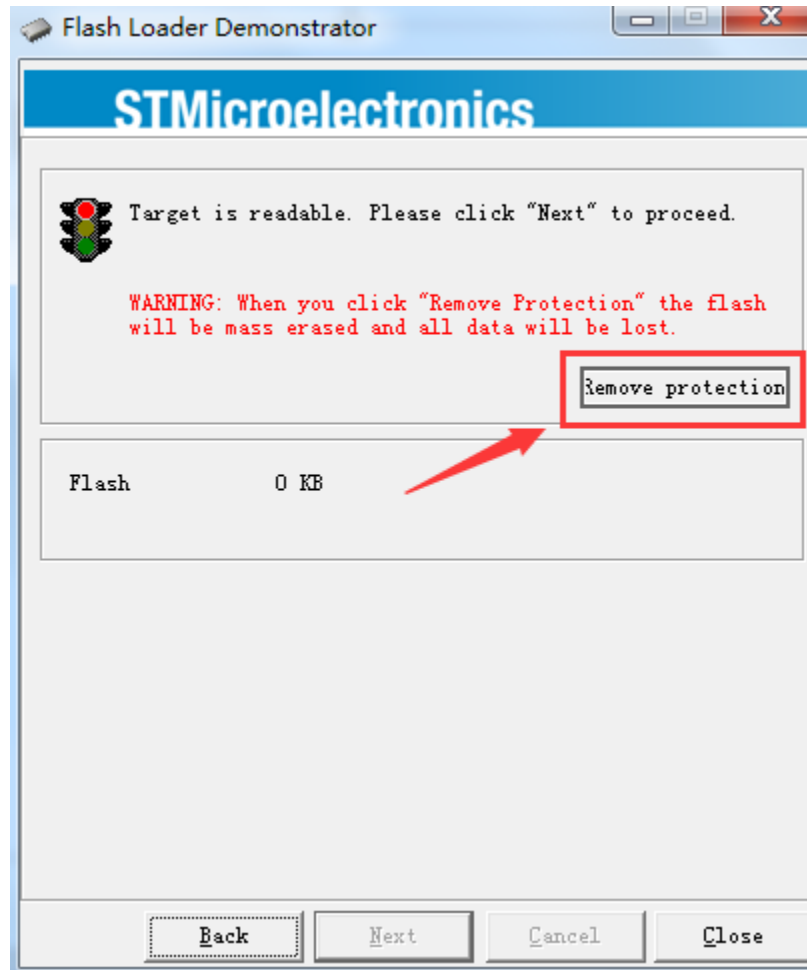 Flash Loader Demonstrator
STMicroelectronics
Target is readable. Please click "Next" to proceed.
WARNING: When you click "Remove Protection" the flash
will be mass erased and all data will be lost.
Remove protection
Flash 0 KB
Back Next Cancel Close